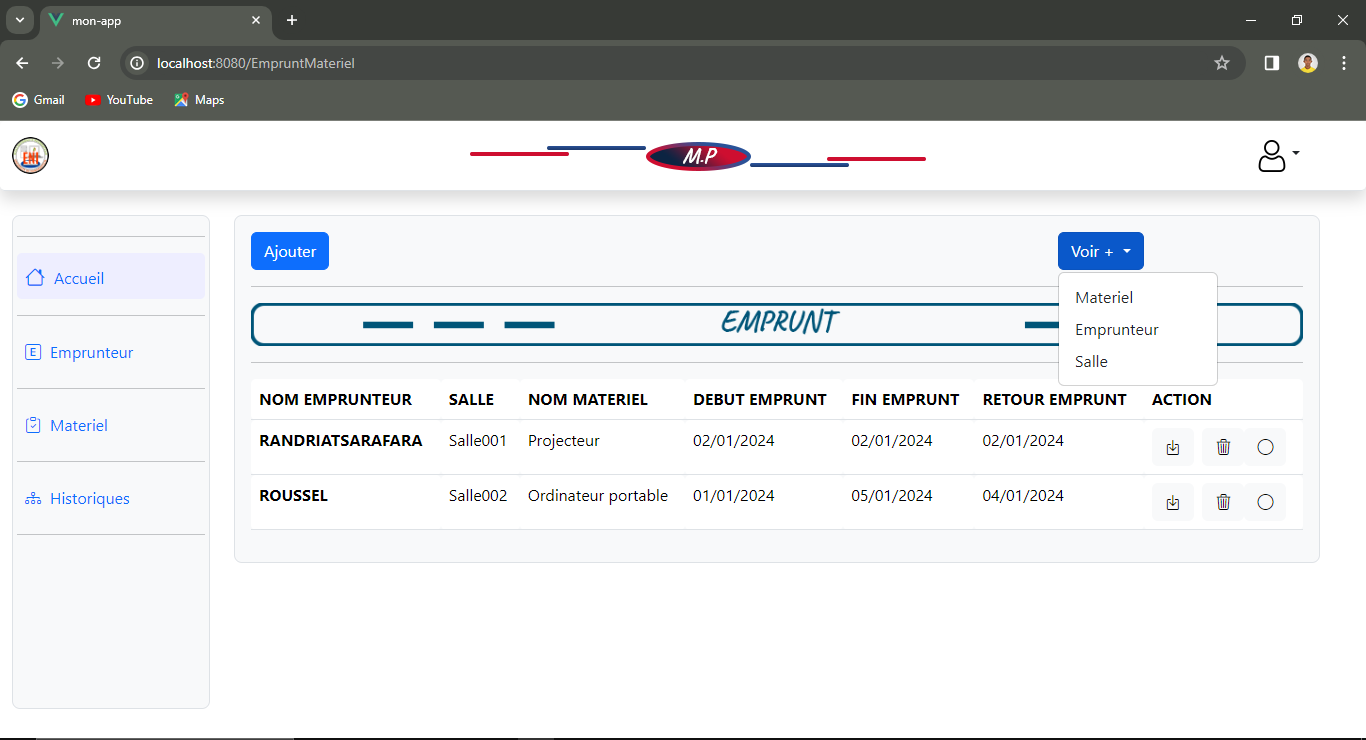 mon-app
localhost:8080/EmpruntMateriel
Gmail YouTube Maps
M.P
Ajouter Voir +
Accueil
Emprunteur
Materiel
Historiques
Materiel
Emprunteur
Salle
EMPRUNT
NOM EMPRUNTEUR SALLE NOM MATERIEL DEBUT EMPRUNT FIN EMPRUNT RETOUR EMPRUNT ACTION
RANDRIATSARAFARA Salle001 Projecteur 02/01/2024 02/01/2024 02/01/2024
ROUSSEL Salle002 Ordinateur portable 01/01/2024 05/01/2024 04/01/2024